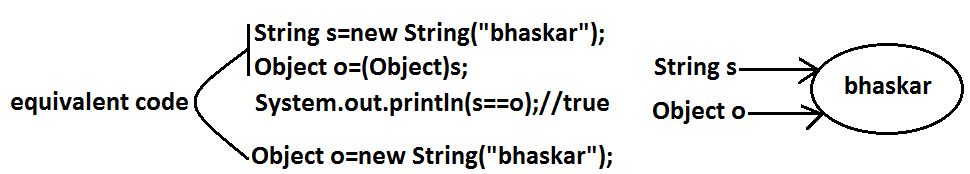 String s=new String("bhaskar");
Object o=(Object)s;
equivalent code
System.out.println(s==o);//true
Object o=new String("bhaskar");
String s
Object o
bhaskar